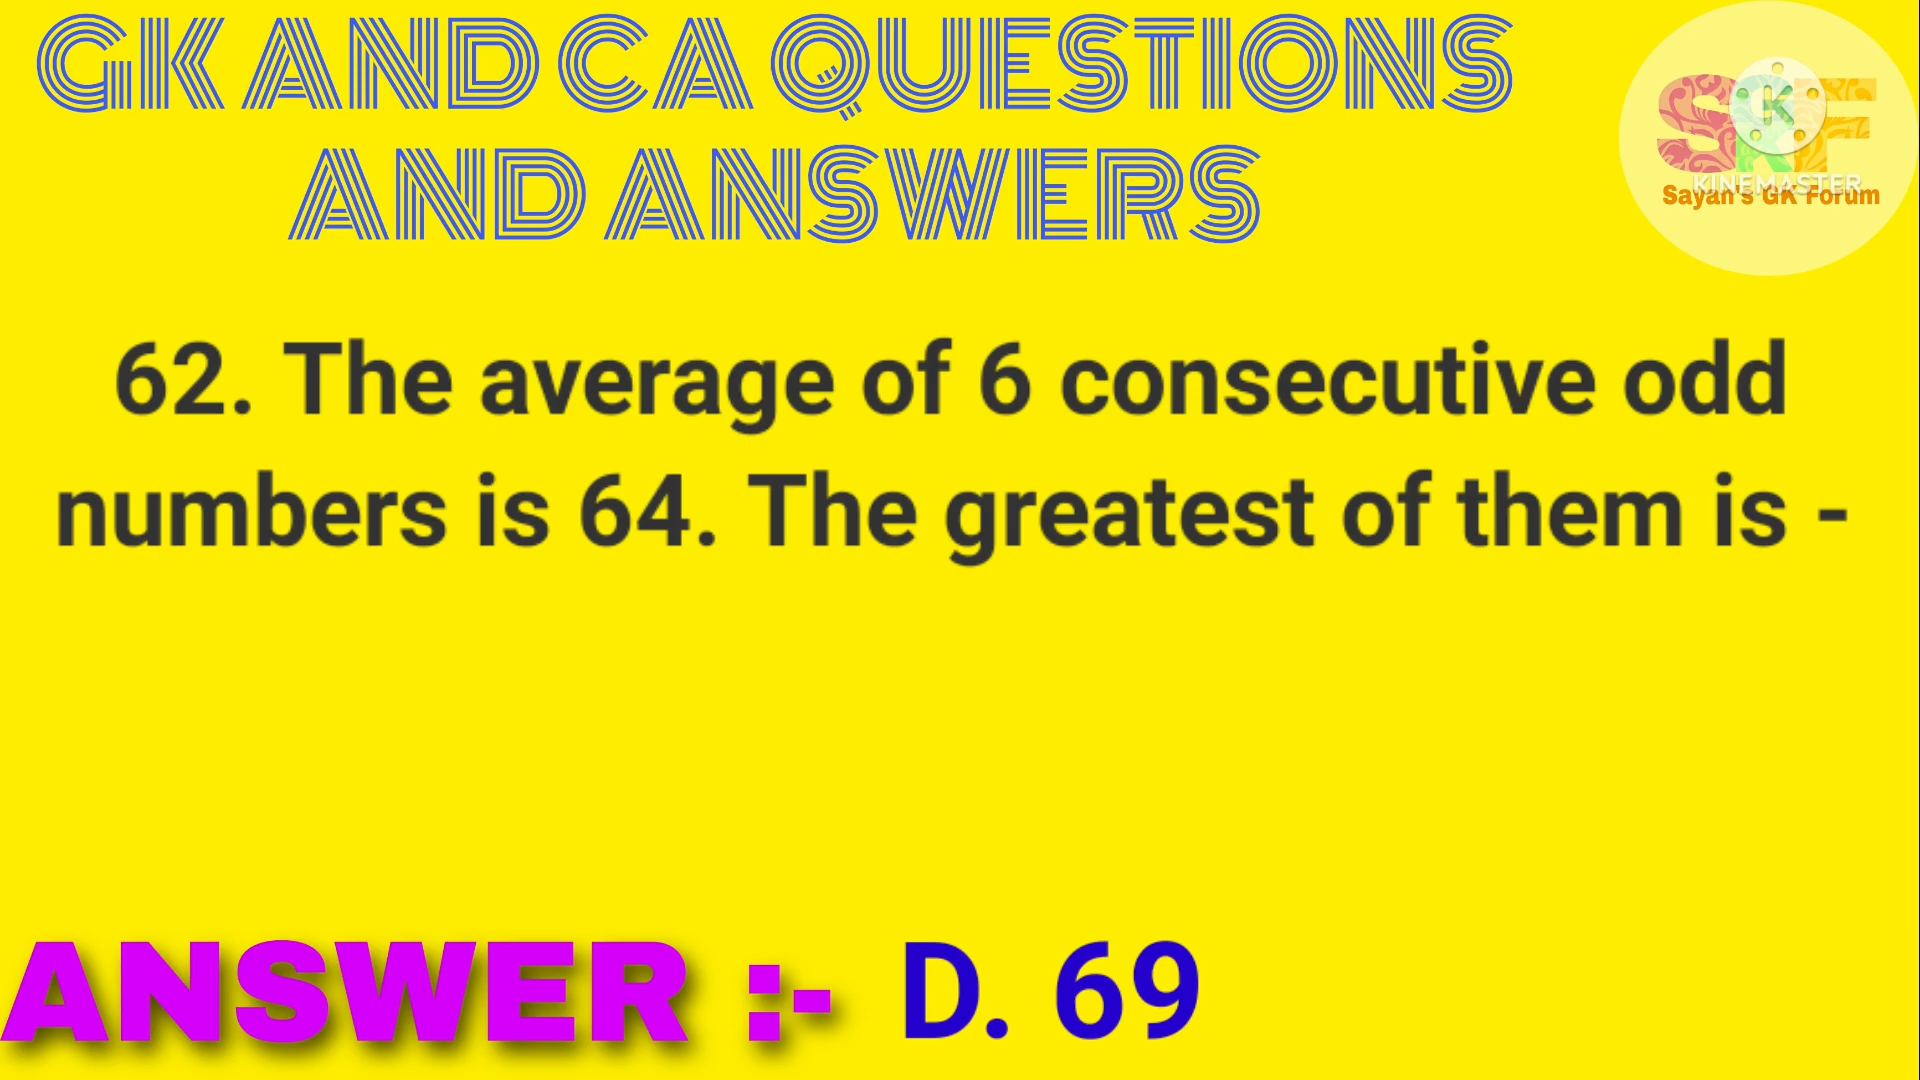 GK AND CA QUESTIONS
AND ANSWERS
SKF
K
KINEMASTER
Sayan's GK Forum
62. The average of 6 consecutive odd
numbers is 64. The greatest of them is -
ANSWER :- D. 69